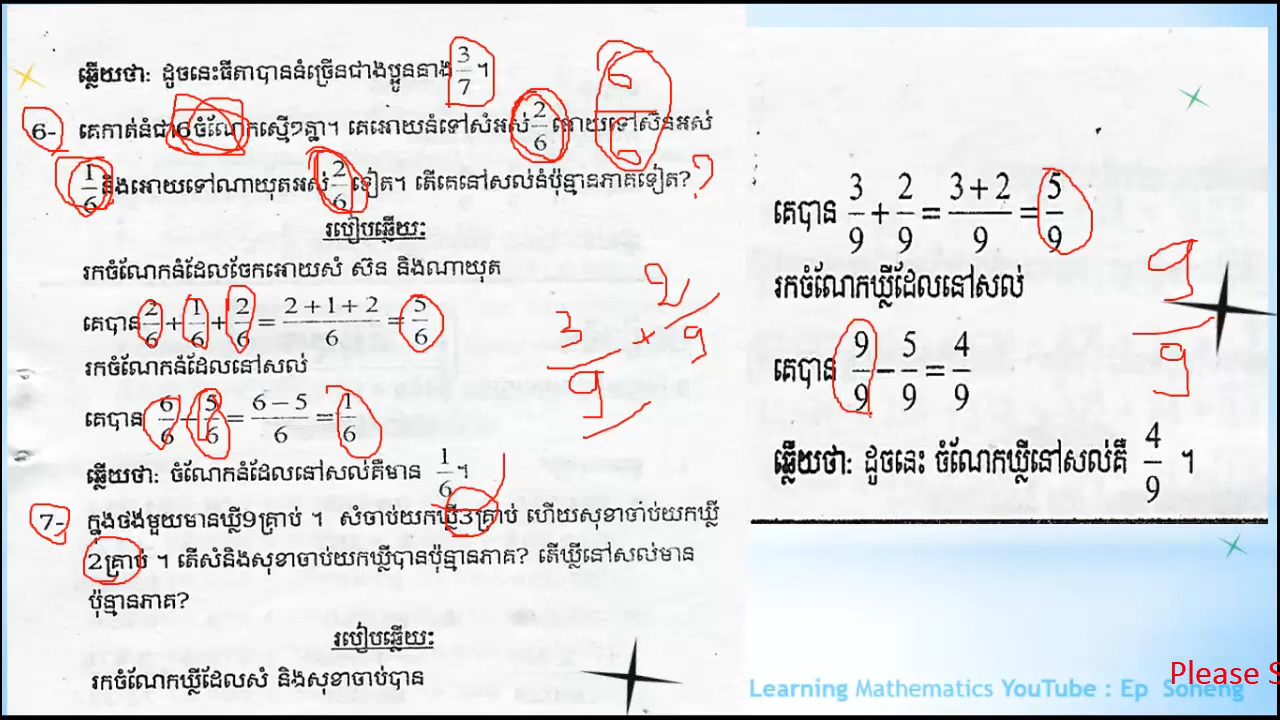 ឆ្លើយថា: ដូចនេះធីតាបាននំច្រើនជាងប្អូននាង 3/7 ។
6- គេកាត់នំជា 6 ចំណែកស្មើៗគ្នា។ គេអោយនំទៅសំអស់ 2/6 អោយទៅស៊នអស់
1/6 និងអោយទៅណាយុតអស់ 2/6 ទៀត។ តើគេនៅសល់នំប៉ុន្មានភាគទៀត?
របៀបឆ្លើយ:
រកចំណែកនំដែលចែកអោយសំ ស៊ន និងណាយុត
គេបាន 2/6 + 1/6 + 2/6 = (2 + 1 + 2)/6 = 5/6
រកចំណែកនំដែលនៅសល់
គេបាន 6/6 − 5/6 = (6 − 5)/6 = 1/6
ឆ្លើយថា: ចំណែកនំដែលនៅសល់គឺមាន 1/6 ។
7- ក្នុងថង់មួយមានឃ្លី9គ្រាប់ ។ សំចាប់យកឃ្លី3គ្រាប់ ហើយសុខាចាប់យកឃ្លី
2គ្រាប់ ។ តើសំនិងសុខាចាប់យកឃ្លីបានប៉ុន្មានភាគ? តើឃ្លីនៅសល់មាន
ប៉ុន្មានភាគ?
របៀបឆ្លើយ:
រកចំណែកឃ្លីដែលសំ និងសុខាចាប់បាន
3/9 × 2/9
គេបាន 3/9 + 2/9 = (3 + 2)/9 = 5/9
រកចំណែកឃ្លីដែលនៅសល់
គេបាន 9/9 − 5/9 = 4/9
9/9
ឆ្លើយថា: ដូចនេះ ចំណែកឃ្លីនៅសល់គឺ 4/9 ។
Please S
Learning Mathematics YouTube : Ep Soheng